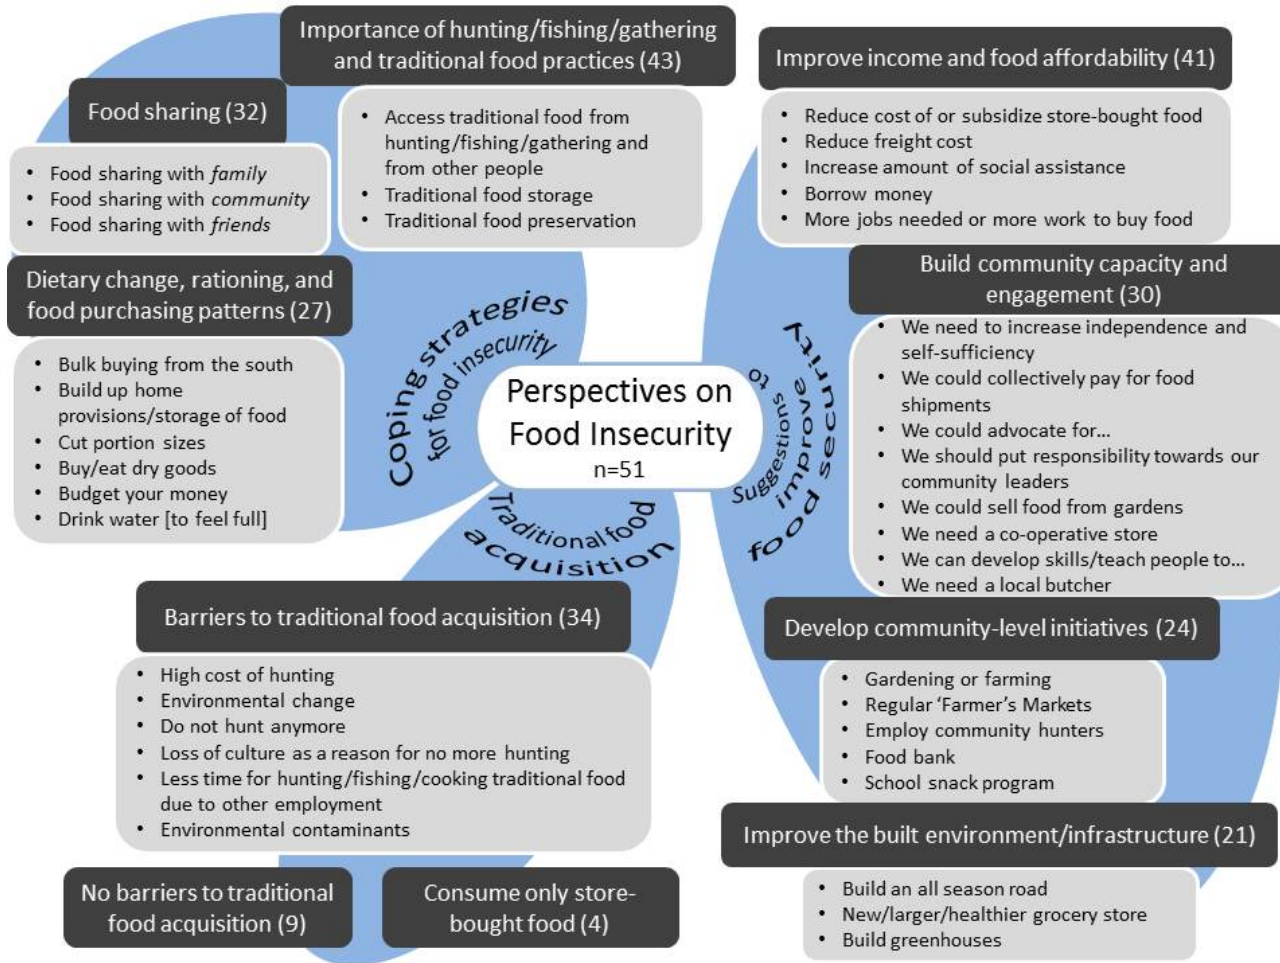 Importance of hunting/fishing/gathering
and traditional food practices (43)
• Access traditional food from
hunting/fishing/gathering and
from other people
• Traditional food storage
• Traditional food preservation
Food sharing (32)
• Food sharing with family
• Food sharing with community
• Food sharing with friends
Dietary change, rationing, and
food purchasing patterns (27)
• Bulk buying from the south
• Build up home
provisions/storage of food
• Cut portion sizes
• Buy/eat dry goods
• Budget your money
• Drink water [to feel full]
Coping strategies
for food insecurity
Perspectives on
Food Insecurity
n=51
Suggestions to
improve
food security
Improve income and food affordability (41)
• Reduce cost of or subsidize store-bought food
• Reduce freight cost
• Increase amount of social assistance
• Borrow money
• More jobs needed or more work to buy food
Build community capacity and
engagement (30)
• We need to increase independence and
self-sufficiency
• We could collectively pay for food
shipments
• We could advocate for…
• We should put responsibility towards our
community leaders
• We could sell food from gardens
• We need a co-operative store
• We can develop skills/teach people to…
• We need a local butcher
Develop community-level initiatives (24)
• Gardening or farming
• Regular ‘Farmer’s Markets
• Employ community hunters
• Food bank
• School snack program
Improve the built environment/infrastructure (21)
• Build an all season road
• New/larger/healthier grocery store
• Build greenhouses
Traditional food
acquisition
Barriers to traditional food acquisition (34)
• High cost of hunting
• Environmental change
• Do not hunt anymore
• Loss of culture as a reason for no more hunting
• Less time for hunting/fishing/cooking traditional food
due to other employment
• Environmental contaminants
No barriers to traditional
food acquisition (9)
Consume only store-
bought food (4)